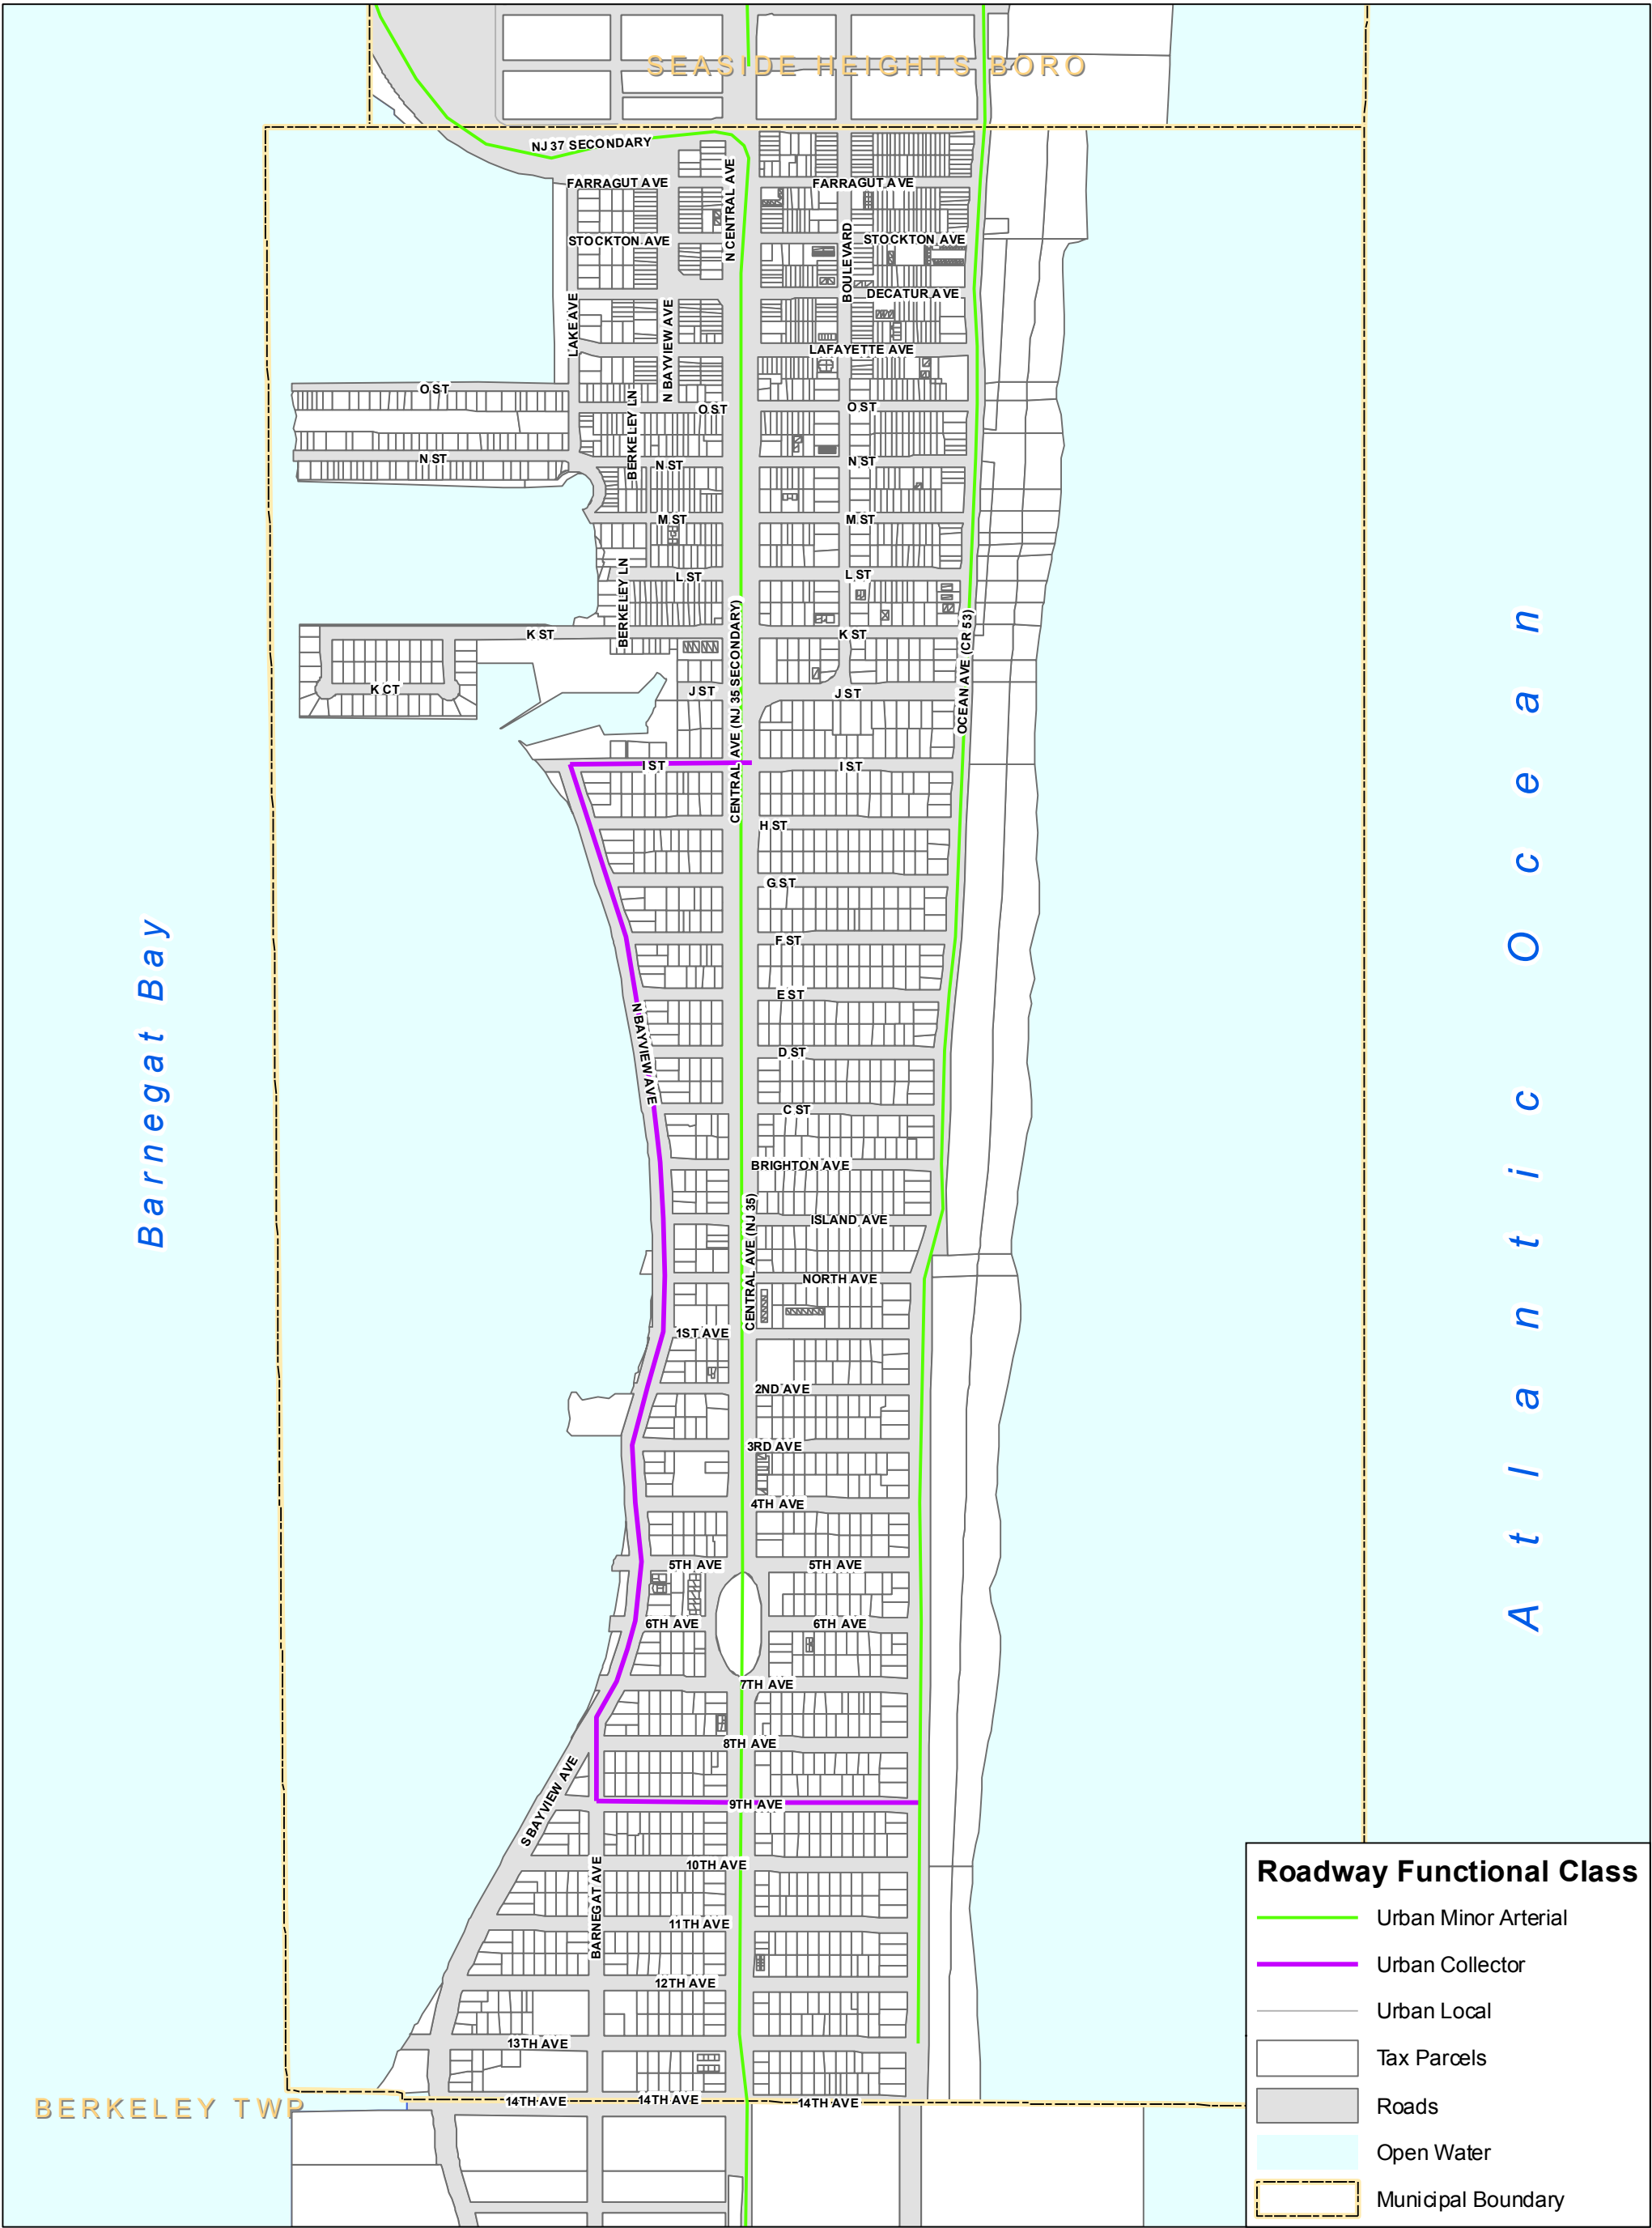 SEASIDE HEIGHTS BORO
NJ 37 SECONDARY
N CENTRAL AVE
FARRAGUT AVE
FARRAGUT AVE
STOCKTON AVE
STOCKTON AVE
BOULEVARD
DECATUR AVE
LAKE AVE
N BAYVIEW AVE
LAFAYETTE AVE
O ST
O ST
O ST
BERKELEY LN
N ST
N ST
N ST
M ST
M ST
L ST
L ST
BERKELEY LN
K ST
K ST
OCEAN AVE (CR 53)
K CT
J ST
J ST
CENTRAL AVE (NJ 35 SECONDARY)
I ST
I ST
H ST
G ST
F ST
E ST
N BAYVIEW AVE
D ST
C ST
BRIGHTON AVE
ISLAND AVE
CENTRAL AVE (NJ 35)
NORTH AVE
1ST AVE
2ND AVE
3RD AVE
4TH AVE
5TH AVE
5TH AVE
6TH AVE
6TH AVE
7TH AVE
8TH AVE
S BAYVIEW AVE
9TH AVE
10TH AVE
BARNEGAT AVE
11TH AVE
12TH AVE
13TH AVE
14TH AVE
14TH AVE
14TH AVE
BERKELEY TWP
Barnegat Bay
Atlantic Ocean
Roadway Functional Class
Urban Minor Arterial
Urban Collector
Urban Local
Tax Parcels
Roads
Open Water
Municipal Boundary